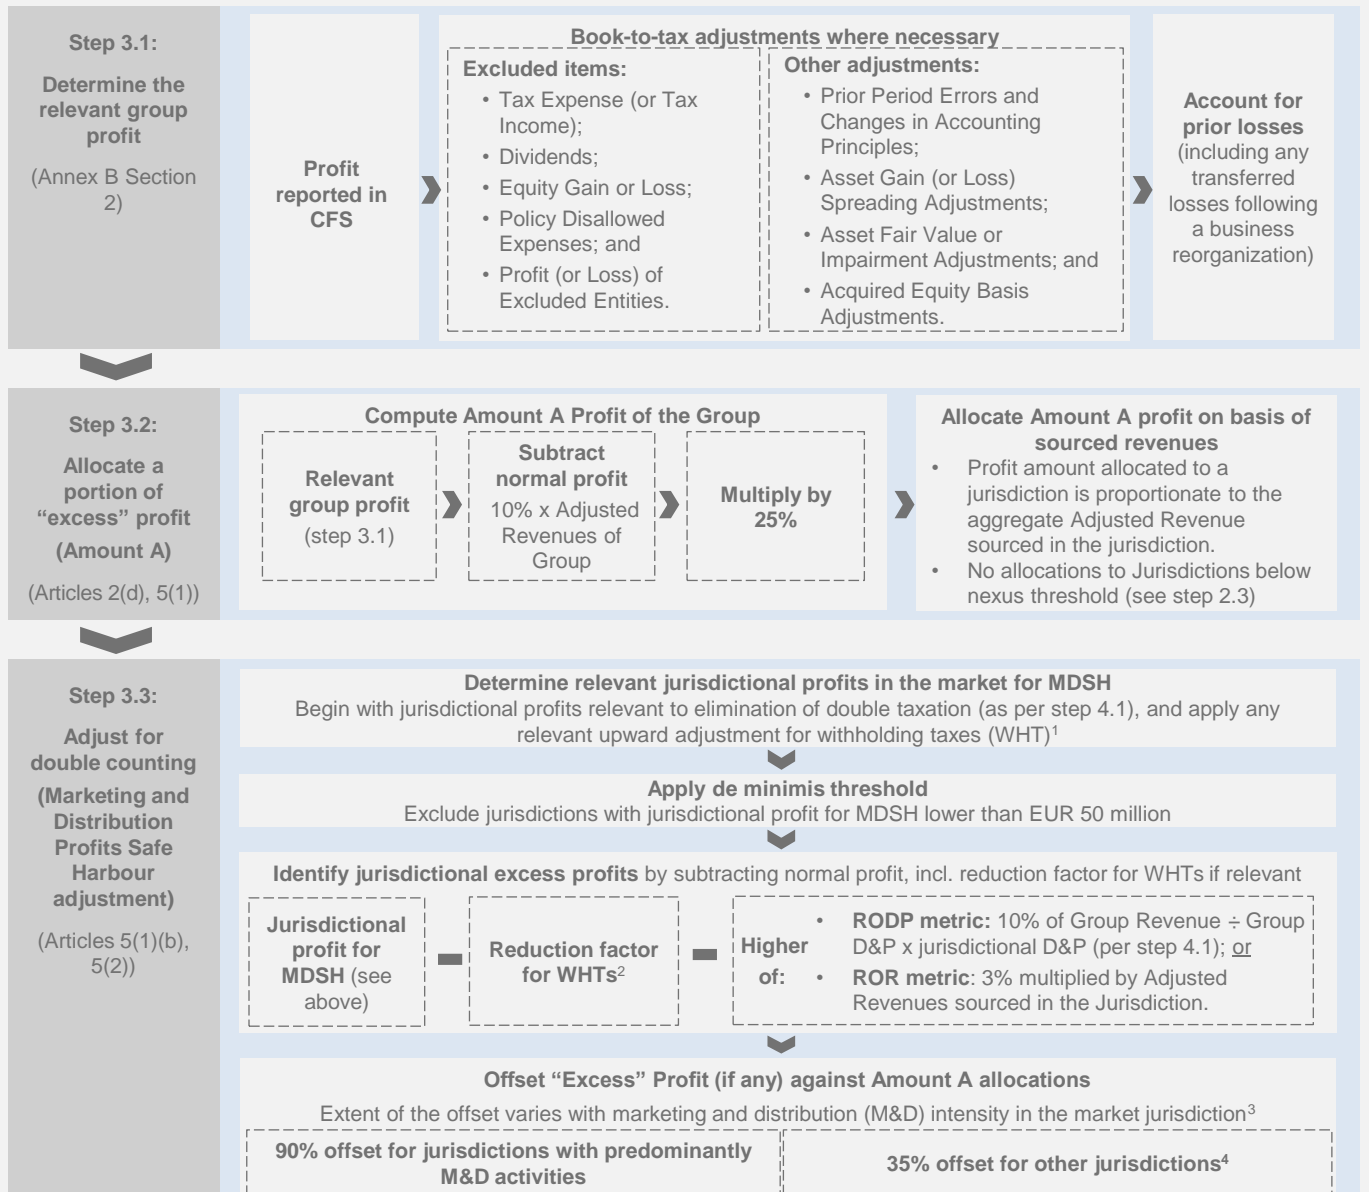 Step 3.1:
Determine the
relevant group
profit
(Annex B Section
2)
Profit
reported in
CFS
Book-to-tax adjustments where necessary
Excluded items:
• Tax Expense (or Tax
Income);
• Dividends;
• Equity Gain or Loss;
• Policy Disallowed
Expenses; and
• Profit (or Loss) of
Excluded Entities.
Other adjustments:
• Prior Period Errors and
Changes in Accounting
Principles;
• Asset Gain (or Loss)
Spreading Adjustments;
• Asset Fair Value or
Impairment Adjustments; and
• Acquired Equity Basis
Adjustments.
Account for
prior losses
(including any
transferred
losses following
a business
reorganization)
Step 3.2:
Allocate a
portion of
“excess” profit
(Amount A)
(Articles 2(d), 5(1))
Compute Amount A Profit of the Group
Relevant
group profit
(step 3.1)
Subtract
normal profit
10% x Adjusted
Revenues of
Group
Multiply by
25%
Allocate Amount A profit on basis of
sourced revenues
• Profit amount allocated to a
jurisdiction is proportionate to the
aggregate Adjusted Revenue
sourced in the jurisdiction.
• No allocations to Jurisdictions below
nexus threshold (see step 2.3)
Step 3.3:
Adjust for
double counting
(Marketing and
Distribution
Profits Safe
Harbour
adjustment)
(Articles 5(1)(b),
5(2))
Determine relevant jurisdictional profits in the market for MDSH
Begin with jurisdictional profits relevant to elimination of double taxation (as per step 4.1), and apply any
relevant upward adjustment for withholding taxes (WHT)¹
Apply de minimis threshold
Exclude jurisdictions with jurisdictional profit for MDSH lower than EUR 50 million
Identify jurisdictional excess profits by subtracting normal profit, incl. reduction factor for WHTs if relevant
Jurisdictional
profit for
MDSH (see
above)
Reduction factor
for WHTs²
Higher
of:
• RODP metric: 10% of Group Revenue ÷ Group
D&P x jurisdictional D&P (per step 4.1); or
• ROR metric: 3% multiplied by Adjusted
Revenues sourced in the Jurisdiction.
Offset “Excess” Profit (if any) against Amount A allocations
Extent of the offset varies with marketing and distribution (M&D) intensity in the market jurisdiction³
90% offset for jurisdictions with predominantly
M&D activities
35% offset for other jurisdictions⁴